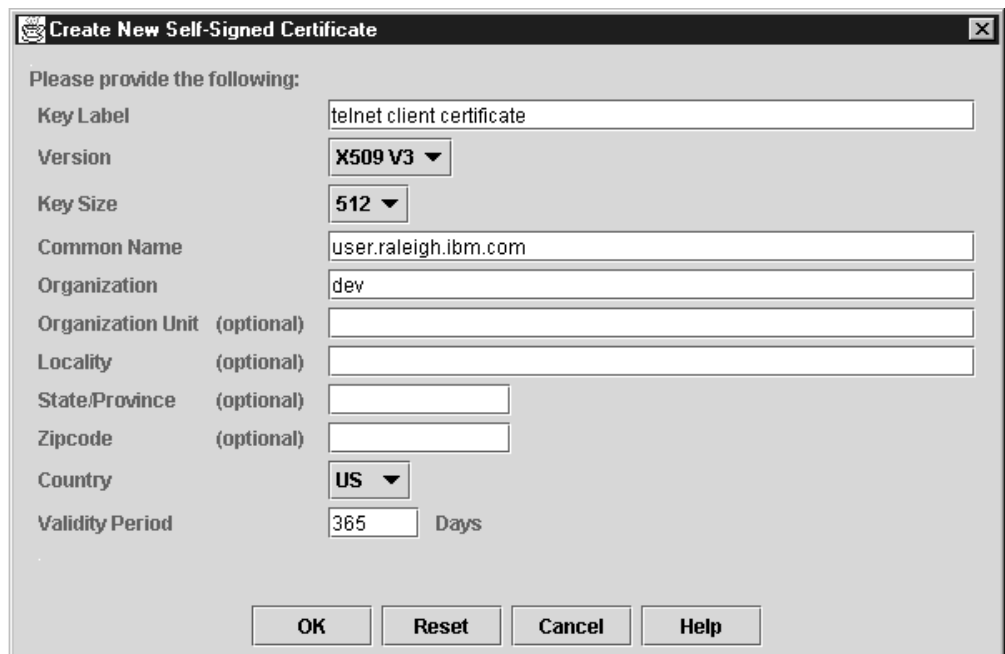 Create New Self-Signed Certificate
Please provide the following:
Key Label telnet client certificate
Version X509 V3
Key Size 512
Common Name user.raleigh.ibm.com
Organization dev
Organization Unit (optional)
Locality (optional)
State/Province (optional)
Zipcode (optional)
Country US
Validity Period 365 Days
OK Reset Cancel Help